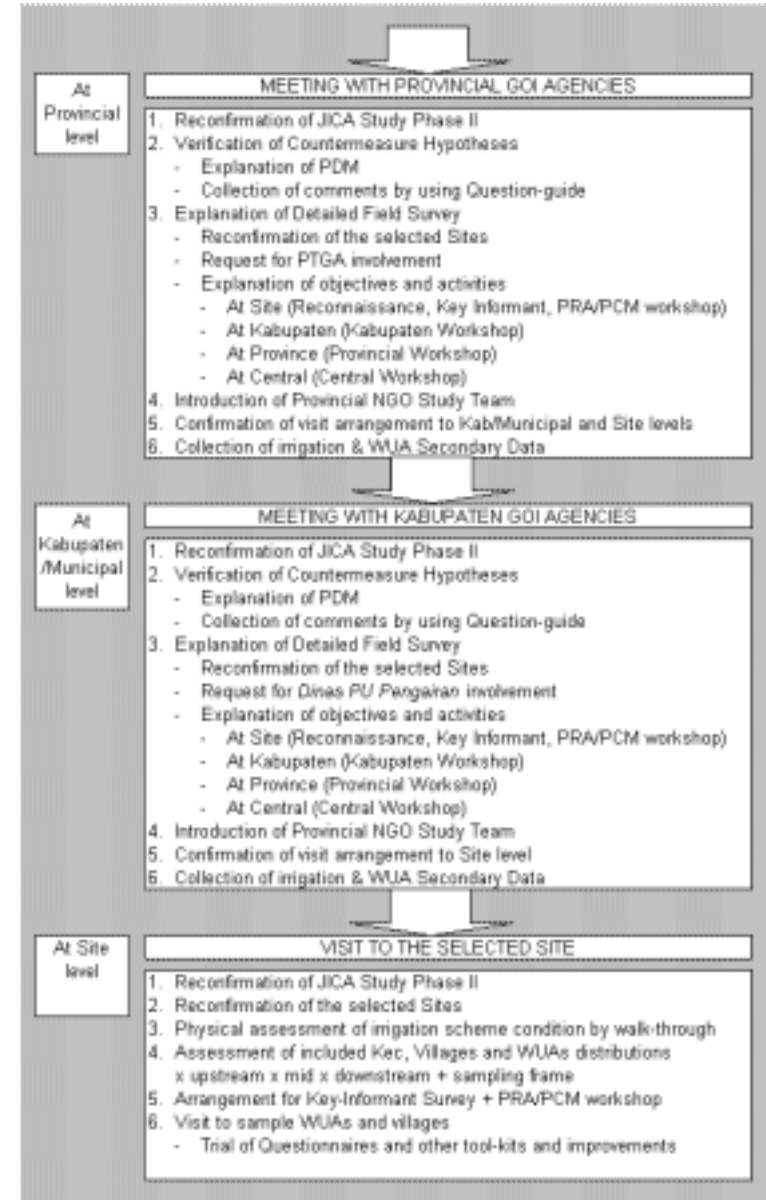 At
Provincial
level
MEETING WITH PROVINCIAL GOI AGENCIES
1. Reconfirmation of JICA Study Phase II
2. Verification of Countermeasure Hypotheses
- Explanation of PDM
- Collection of comments by using Question-guide
3. Explanation of Detailed Field Survey
- Reconfirmation of the selected Sites
- Request for PTGA involvement
- Explanation of objectives and activities
- At Site (Reconnaissance, Key Informant, PRA/PCM workshop)
- At Kabupaten (Kabupaten Workshop)
- At Province (Provincial Workshop)
- At Central (Central Workshop)
4. Introduction of Provincial NGO Study Team
5. Confirmation of visit arrangement to Kab/Municipal and Site levels
6. Collection of irrigation & WUA Secondary Data
At
Kabupaten
/Municipal
level
MEETING WITH KABUPATEN GOI AGENCIES
1. Reconfirmation of JICA Study Phase II
2. Verification of Countermeasure Hypotheses
- Explanation of PDM
- Collection of comments by using Question-guide
3. Explanation of Detailed Field Survey
- Reconfirmation of the selected Sites
- Request for Dinas PU Pengairan involvement
- Explanation of objectives and activities
- At Site (Reconnaissance, Key Informant, PRA/PCM workshop)
- At Kabupaten (Kabupaten Workshop)
- At Province (Provincial Workshop)
- At Central (Central Workshop)
4. Introduction of Provincial NGO Study Team
5. Confirmation of visit arrangement to Site level
6. Collection of irrigation & WUA Secondary Data
At Site
level
VISIT TO THE SELECTED SITE
1. Reconfirmation of JICA Study Phase II
2. Reconfirmation of the selected Sites
3. Physical assessment of irrigation scheme condition by walk-through
4. Assessment of included Kec, Villages and WUAs distributions
x upstream x mid x downstream + sampling frame
5. Arrangement for Key-Informant Survey + PRA/PCM workshop
6. Visit to sample WUAs and villages
- Trial of Questionnaires and other tool-kits and improvements